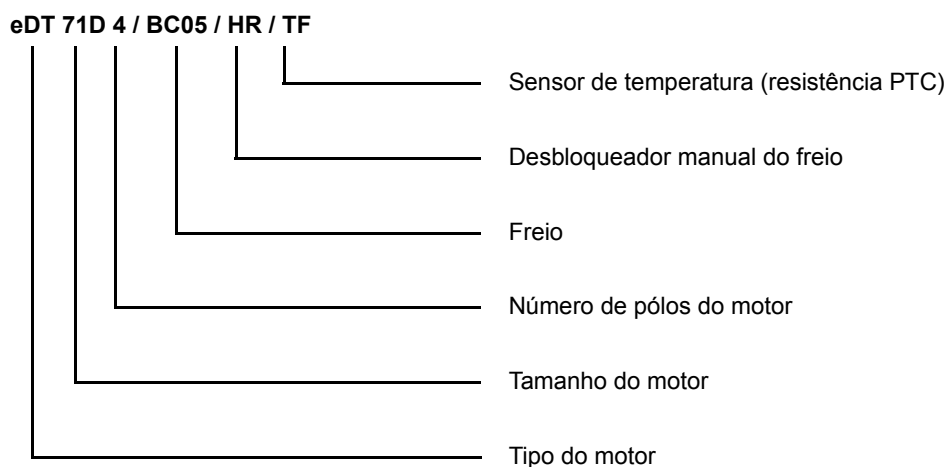 eDT 71D 4 / BC05 / HR / TF
Sensor de temperatura (resistência PTC)
Desbloqueador manual do freio
Freio
Número de pólos do motor
Tamanho do motor
Tipo do motor